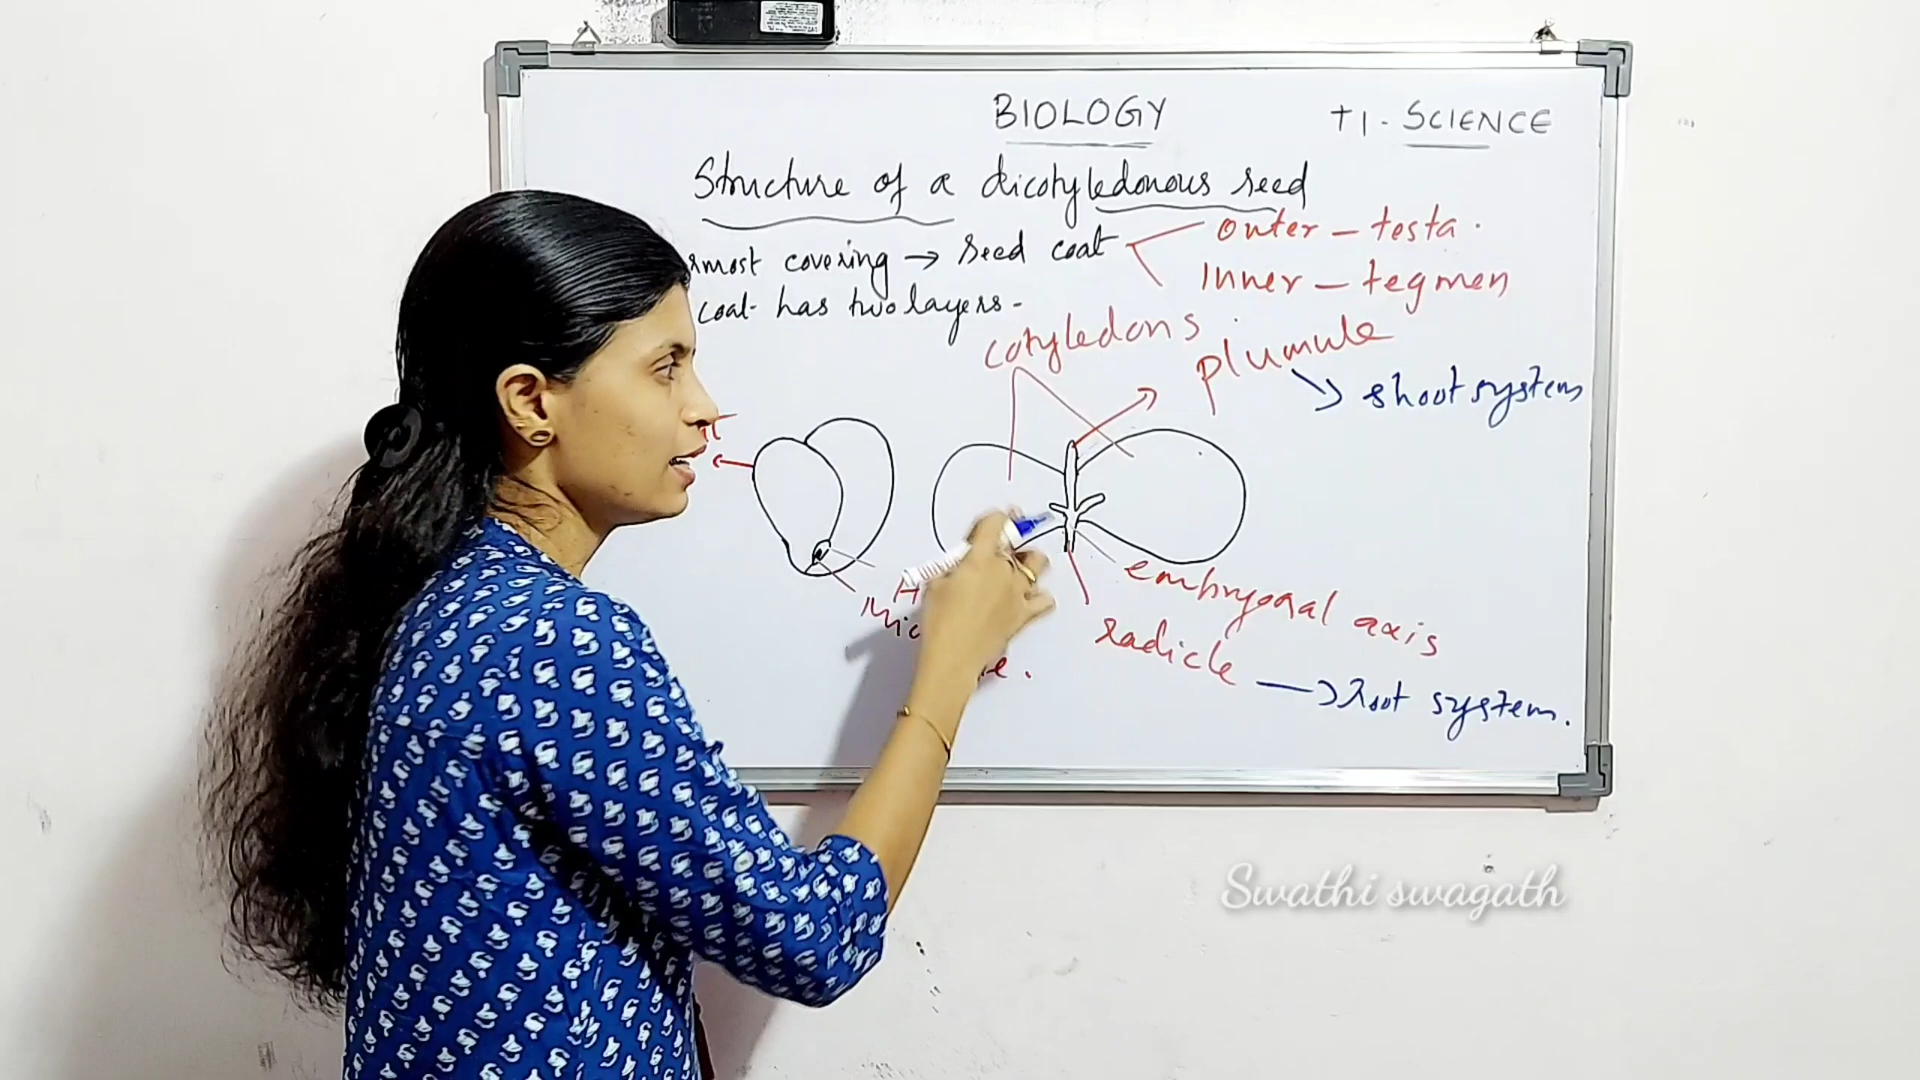 BIOLOGY
+1 - SCIENCE
Structure of a dicotyledonous seed
most covering → seed coat
outer - testa.
Inner - tegmen
coat has two layers -
cotyledons
plumule
shoot system
embryonal axis
radicle → root system.
Swathi swagath